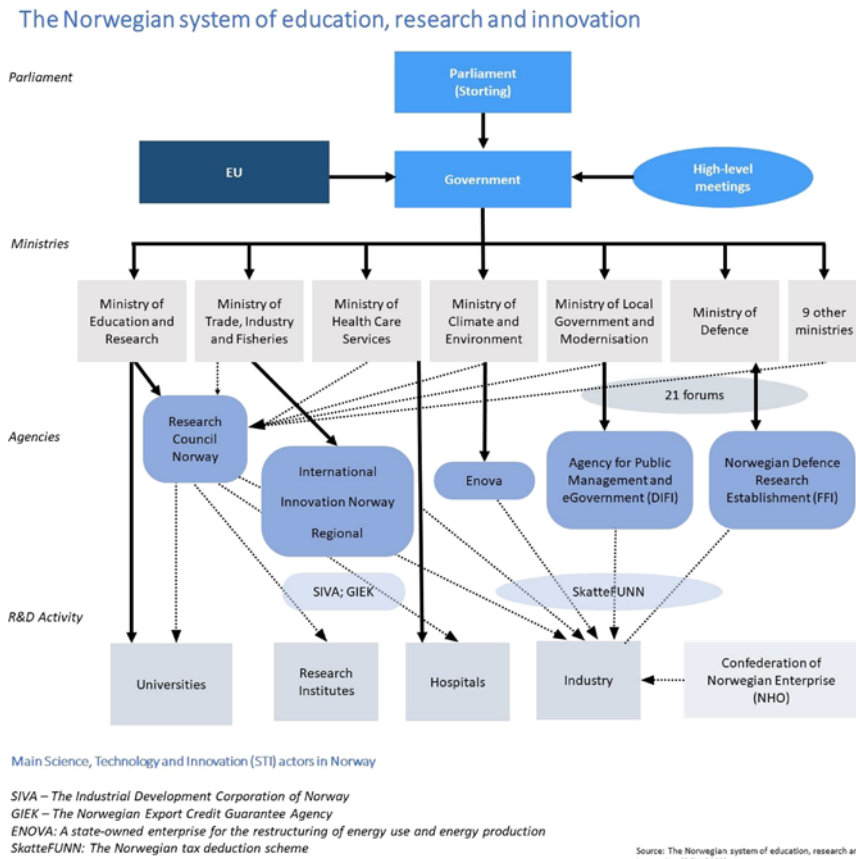 The Norwegian system of education, research and innovation
Parliament
Parliament
(Storting)
EU
Government
High-level
meetings
Ministries
Ministry of
Education and
Research
Ministry of
Trade, Industry
and Fisheries
Ministry of
Health Care
Services
Ministry of
Climate and
Environment
Ministry of Local
Government and
Modernisation
Ministry of
Defence
9 other
ministries
21 forums
Agencies
Research
Council
Norway
International
Innovation Norway
Regional
Enova
Agency for Public
Management and
eGovernment (DIFI)
Norwegian Defence
Research
Establishment (FFI)
SIVA; GIEK
SkatteFUNN
R&D Activity
Universities
Research
Institutes
Hospitals
Industry
Confederation of
Norwegian Enterprise
(NHO)
Main Science, Technology and Innovation (STI) actors in Norway
SIVA – The Industrial Development Corporation of Norway
GIEK – The Norwegian Export Credit Guarantee Agency
ENOVA: A state-owned enterprise for the restructuring of energy use and energy production
SkatteFUNN: The Norwegian tax deduction scheme
Source: The Norwegian system of education, research